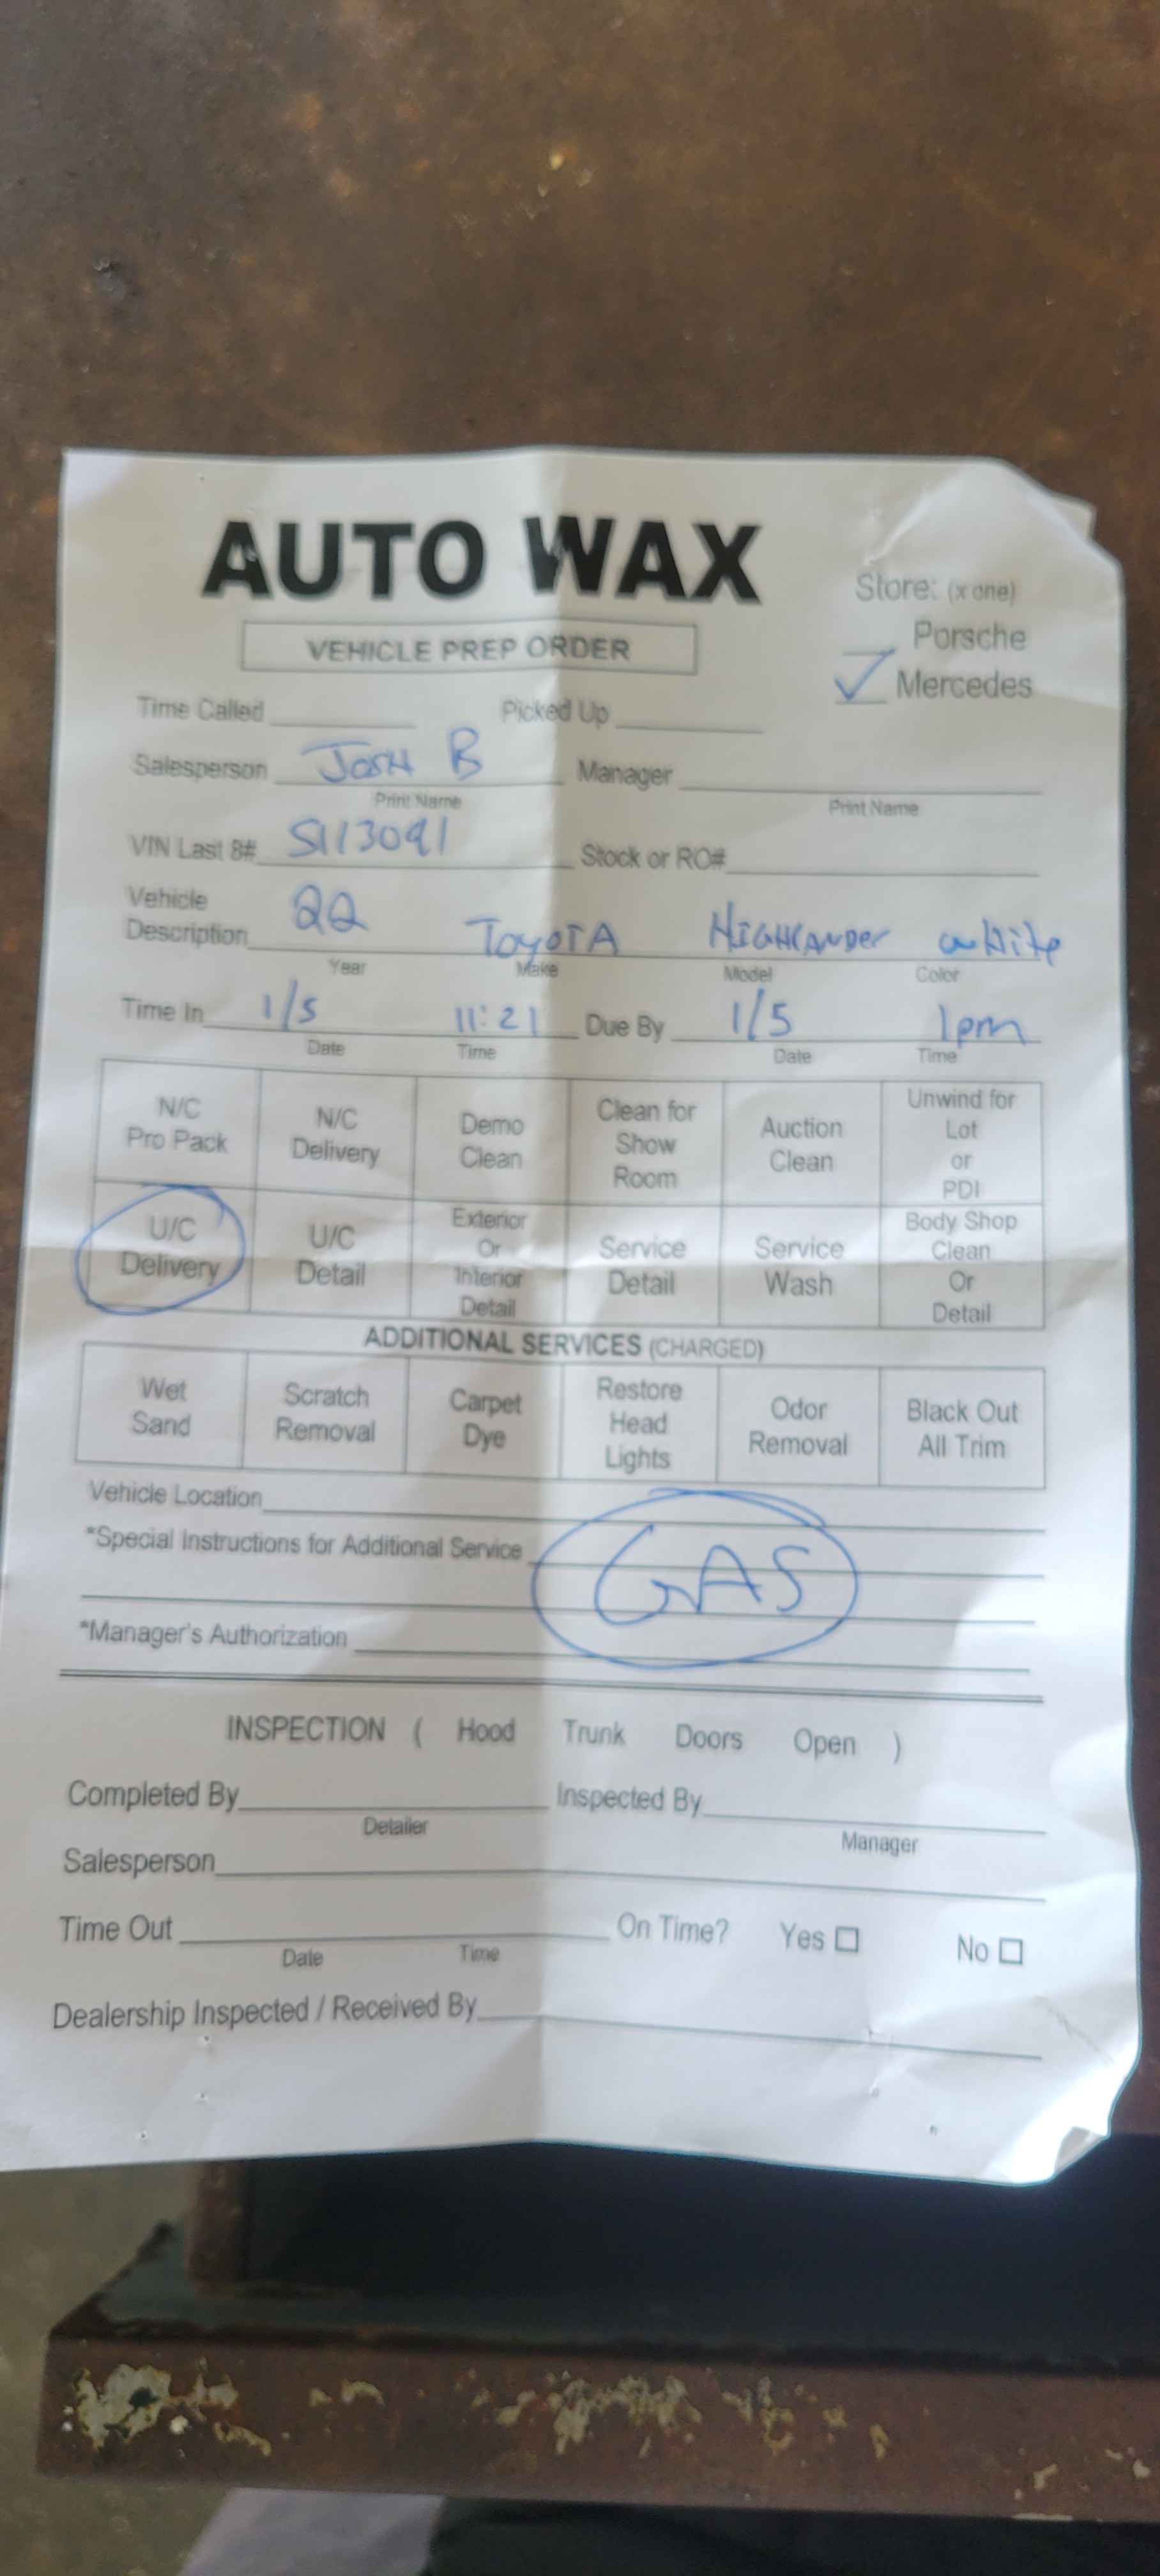 AUTO WAX
Store: (x one)
VEHICLE PREP ORDER
Porsche
✓ Mercedes
Time Called Picked Up
Salesperson JOSH B Manager
Print Name Print Name
VIN Last 8# S113091 Stock or RO#
Vehicle
Description 22 TOYOTA HIGHLANDER white
Year Make Model Color
Time In 1/5 11:21 Due By 1/5 1pm
Date Time Date Time
N/C Pro Pack N/C Delivery Demo Clean Clean for Show Room Auction Clean Unwind for Lot or PDI
U/C Delivery U/C Detail Exterior Or Interior Detail Service Detail Service Wash Body Shop Clean Or Detail
ADDITIONAL SERVICES (CHARGED)
Wet Sand Scratch Removal Carpet Dye Restore Head Lights Odor Removal Black Out All Trim
Vehicle Location
*Special Instructions for Additional Service GAS
*Manager's Authorization
INSPECTION ( Hood Trunk Doors Open )
Completed By Inspected By
Detailer Manager
Salesperson
Time Out On Time? Yes ☐ No ☐
Date Time
Dealership Inspected / Received By